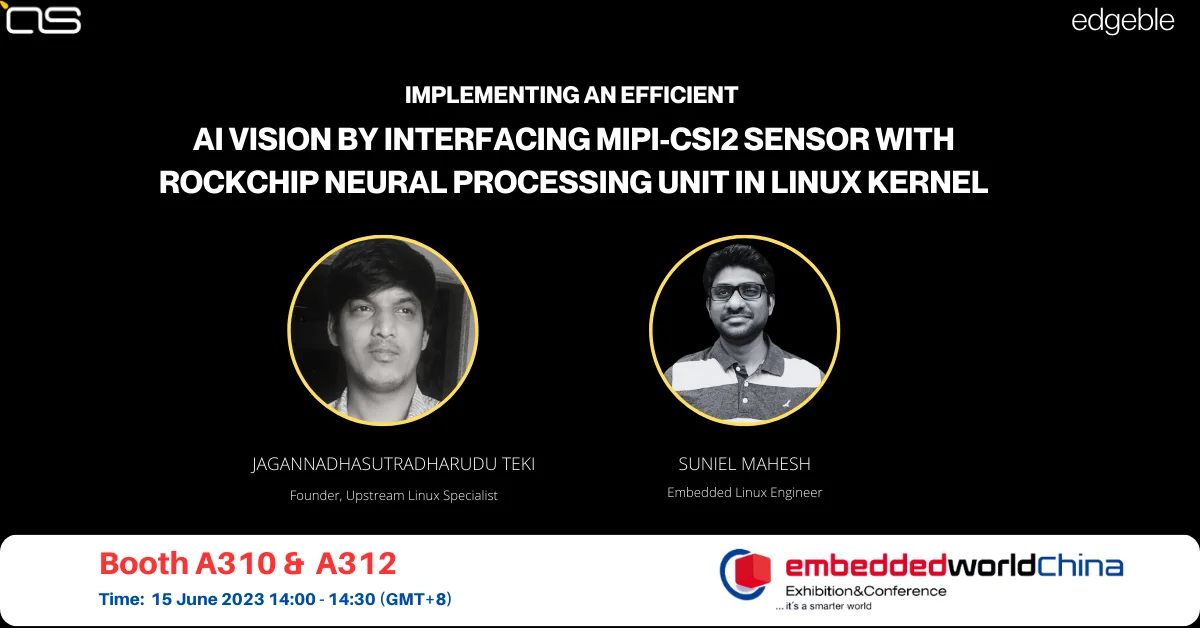 as
edgeble
IMPLEMENTING AN EFFICIENT
AI VISION BY INTERFACING MIPI-CSI2 SENSOR WITH
ROCKCHIP NEURAL PROCESSING UNIT IN LINUX KERNEL
JAGANNADHASUTRADHARUDU TEKI
SUNIEL MAHESH
Founder, Upstream Linux Specialist
Embedded Linux Engineer
Booth A310 & A312
Time: 15 June 2023 14:00 - 14:30 (GMT+8)
embeddedworldChina
Exhibition&Conference
... it's a smarter world